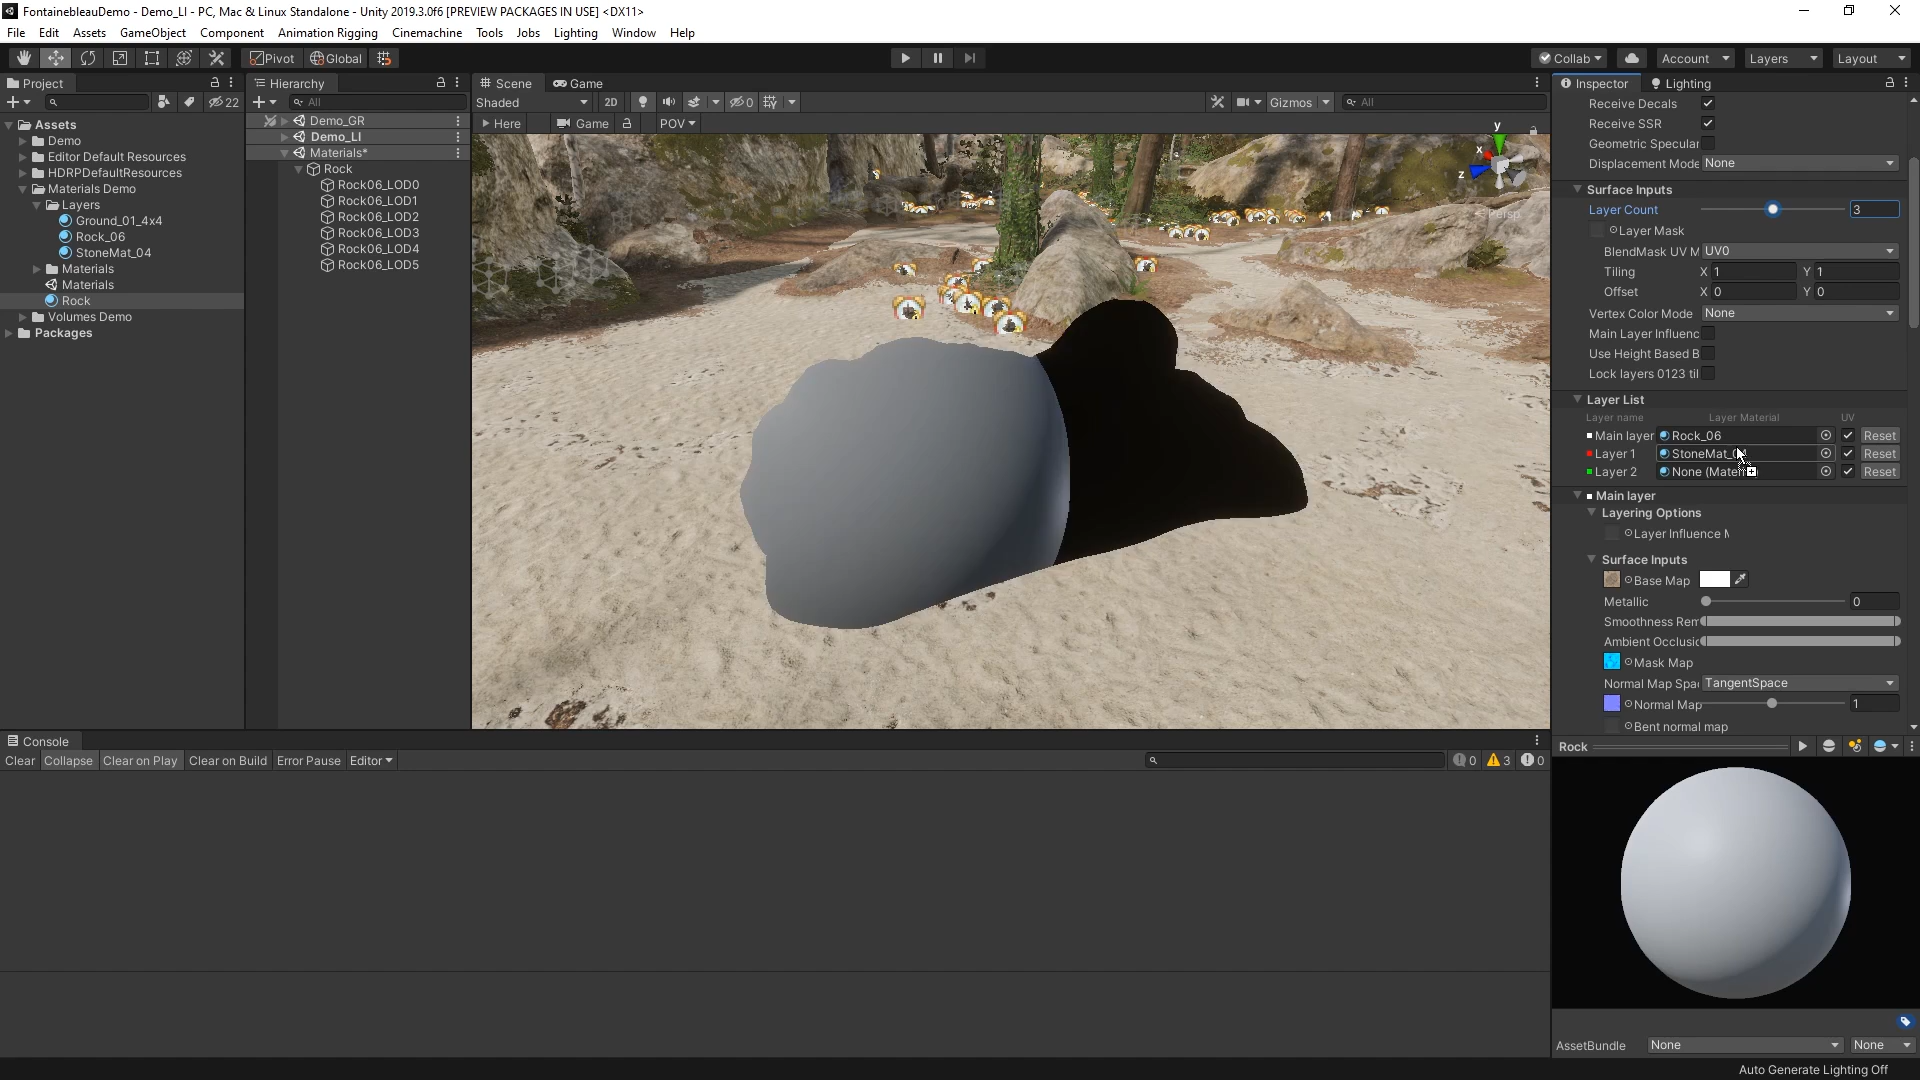 FontainebleauDemo - Demo_LI - PC, Mac & Linux Standalone - Unity 2019.3.0f6 [PREVIEW PACKAGES IN USE] <DX11>
File Edit Assets GameObject Component Animation Rigging Cinemachine Tools Jobs Lighting Window Help
Pivot Global Collab Account Layers Layout
Project
22
Assets
Demo
Editor Default Resources
HDRPDefaultResources
Materials Demo
Layers
Ground_01_4x4
Rock_06
StoneMat_04
Materials
Materials
Rock
Volumes Demo
Packages
Hierarchy
All
Demo_GR
Demo_LI
Materials*
Rock
Rock06_LOD0
Rock06_LOD1
Rock06_LOD2
Rock06_LOD3
Rock06_LOD4
Rock06_LOD5
Scene Game
Shaded 2D 0 Gizmos All
Here Game POV
y
x
z
Persp
Inspector Lighting
Receive Decals
Receive SSR
Geometric Specular
Displacement Mode None
Surface Inputs
Layer Count 3
Layer Mask
BlendMask UV M UV0
Tiling X 1 Y 1
Offset X 0 Y 0
Vertex Color Mode None
Main Layer Influenc
Use Height Based B
Lock layers 0123 til
Layer List
Layer name Layer Material UV
Main layer Rock_06 Reset
Layer 1 StoneMat_0 Reset
Layer 2 None (Mate Reset
Main layer
Layering Options
Layer Influence M
Surface Inputs
Base Map
Metallic 0
Smoothness Rem
Ambient Occlusio
Mask Map
Normal Map Spa TangentSpace
Normal Map 1
Bent normal map
Rock
AssetBundle None None
Console
Clear Collapse Clear on Play Clear on Build Error Pause Editor 0 3 0
Auto Generate Lighting Off